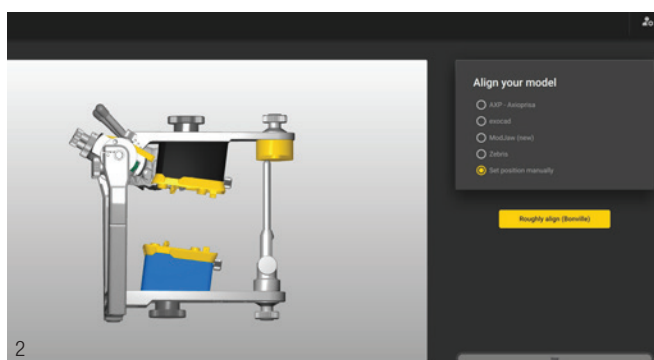 Align your model
AXP - Axioprisa
exocad
ModJaw (new)
Zebris
Set position manually
Roughly align (Bonwill)
2